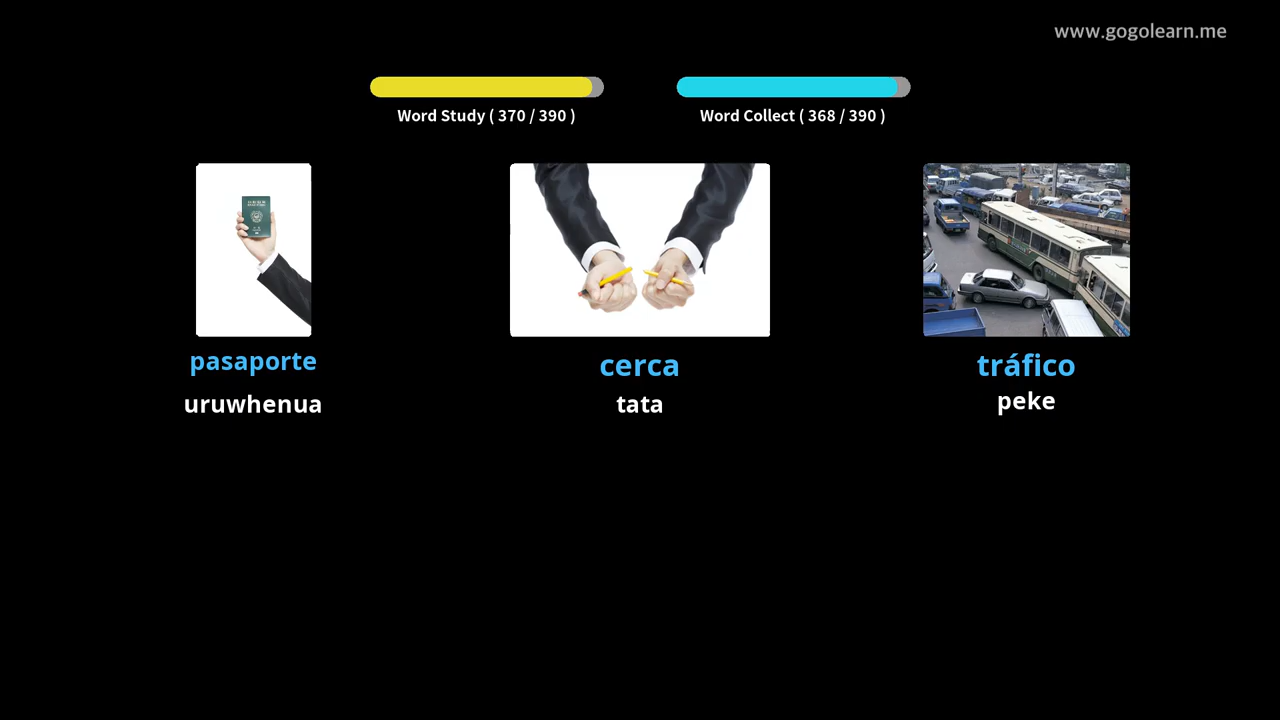 www.gogolearn.me
Word Study ( 370 / 390 )
Word Collect ( 368 / 390 )
pasaporte
uruwhenua
cerca
tata
tráfico
peke